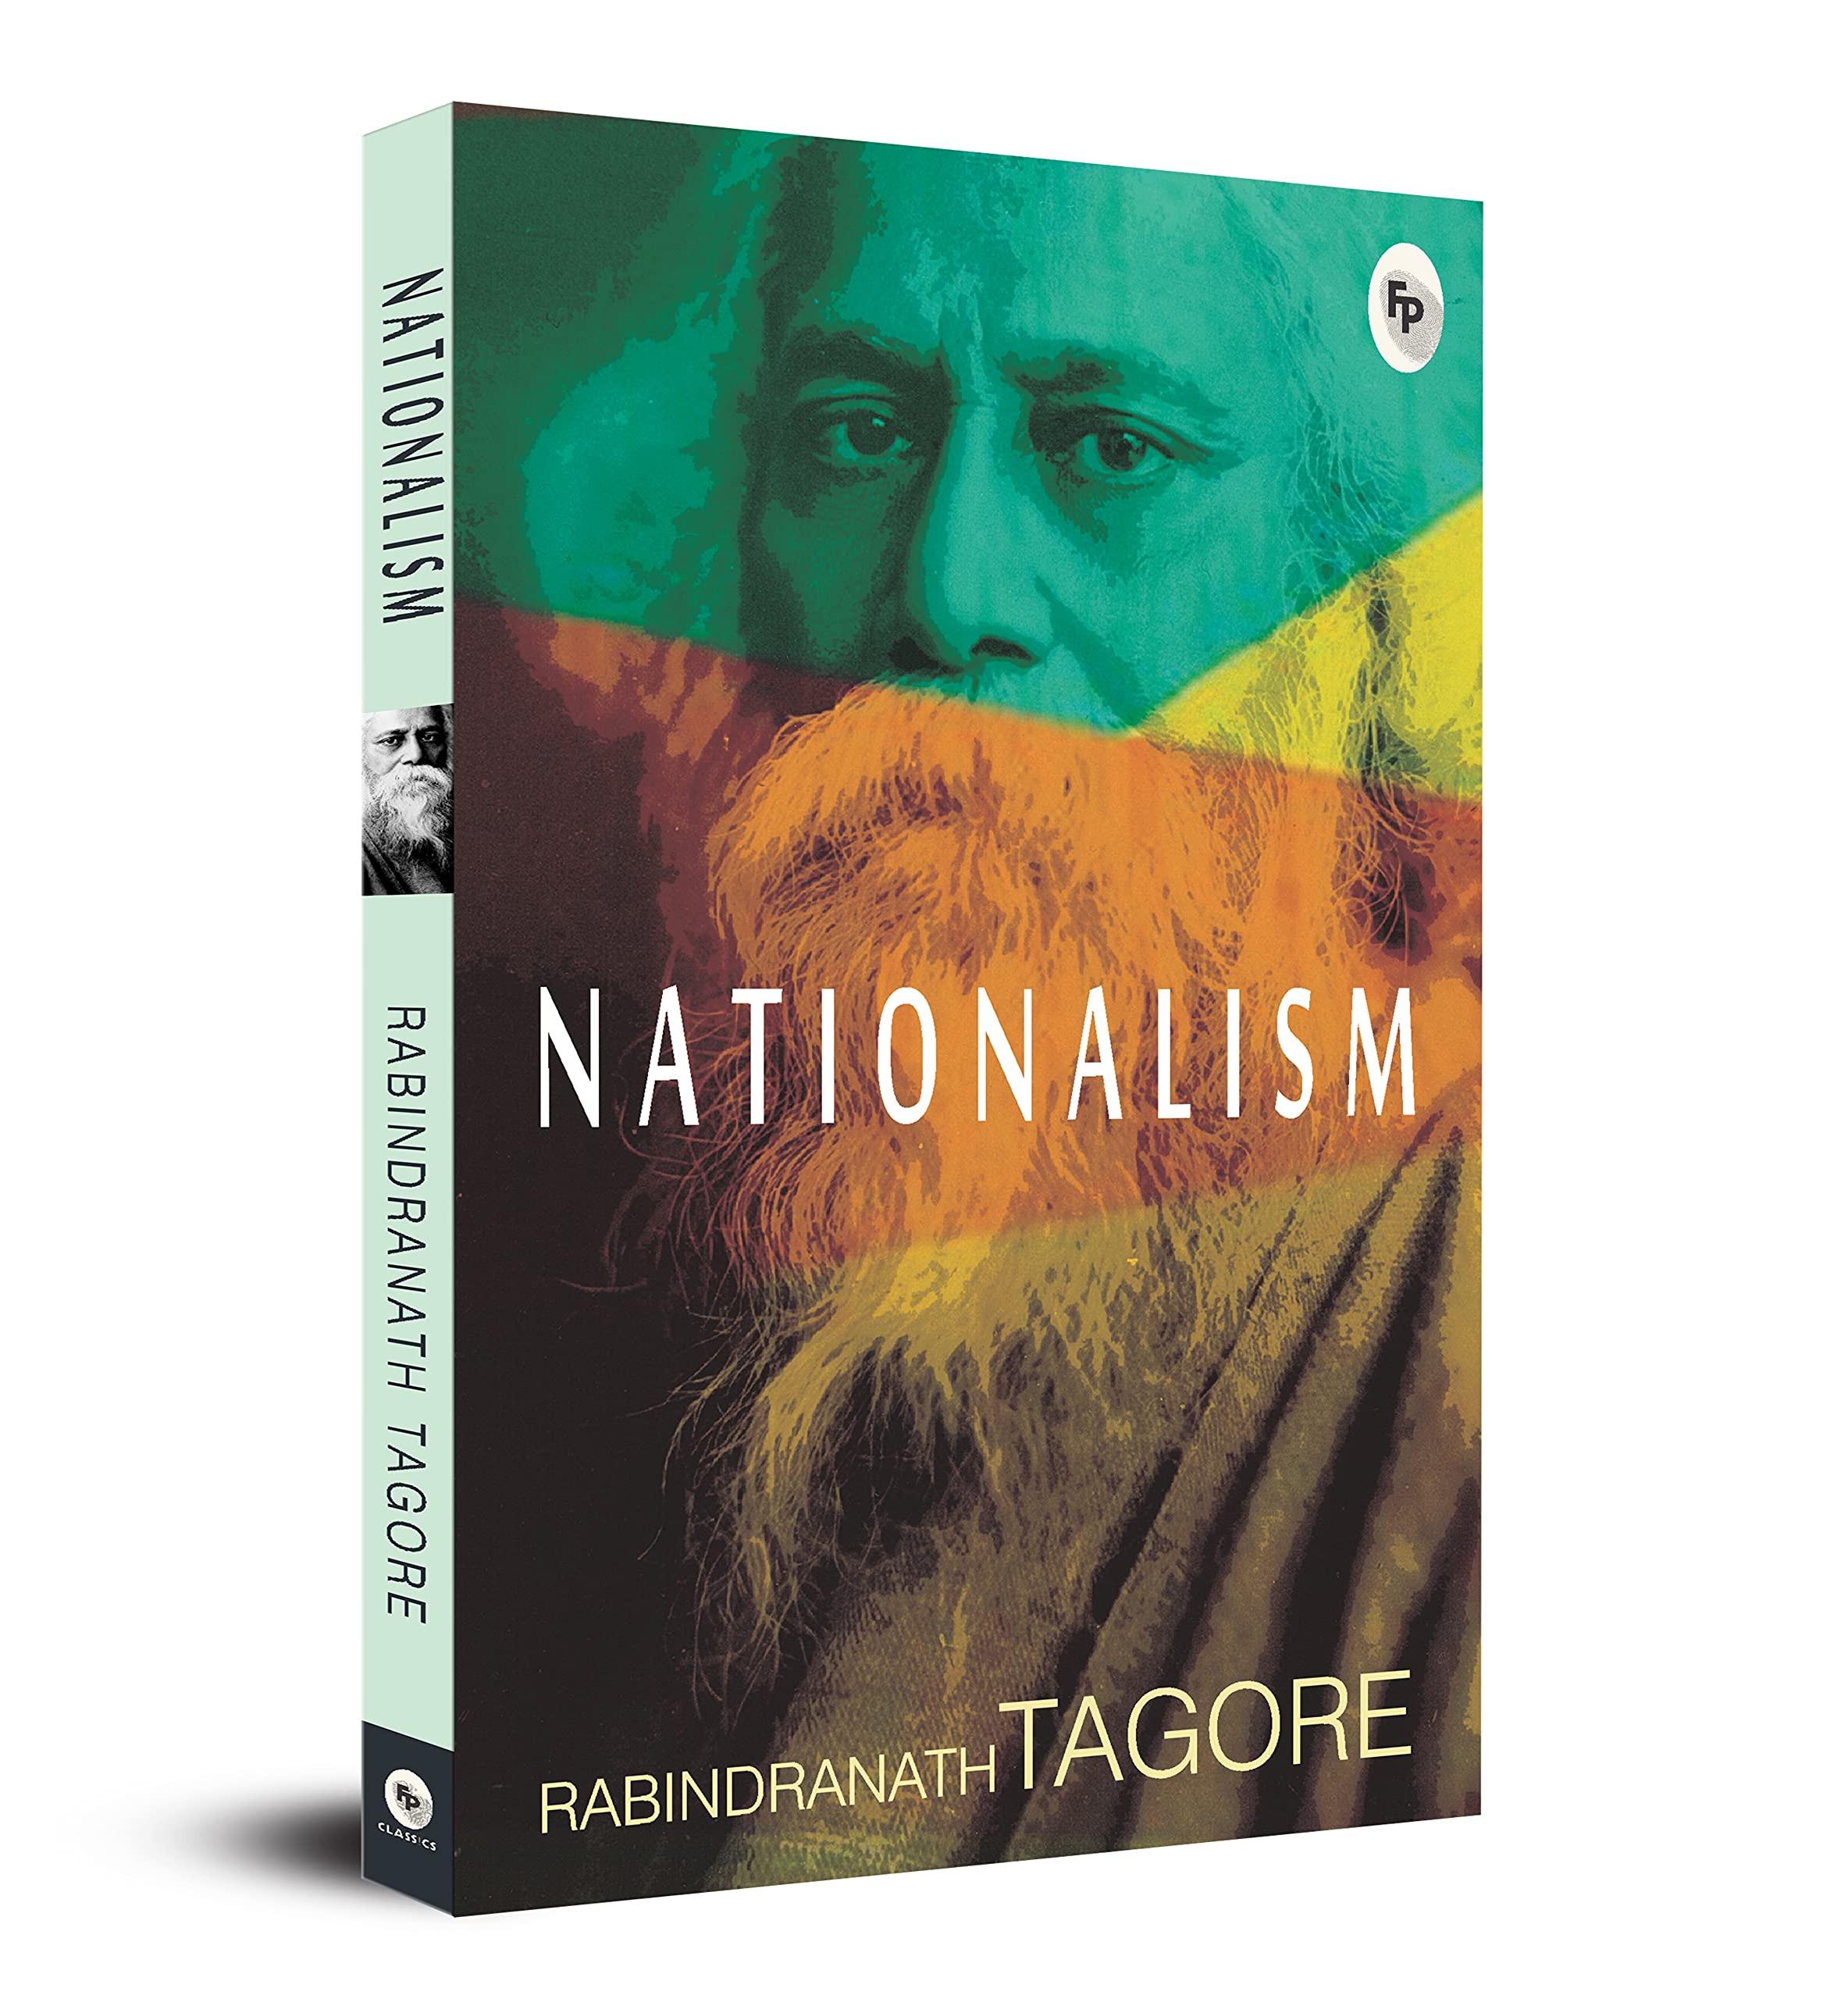 NATIONALISM
RABINDRANATH TAGORE
FP
CLASSICS
FP
NATIONALISM
RABINDRANATH TAGORE